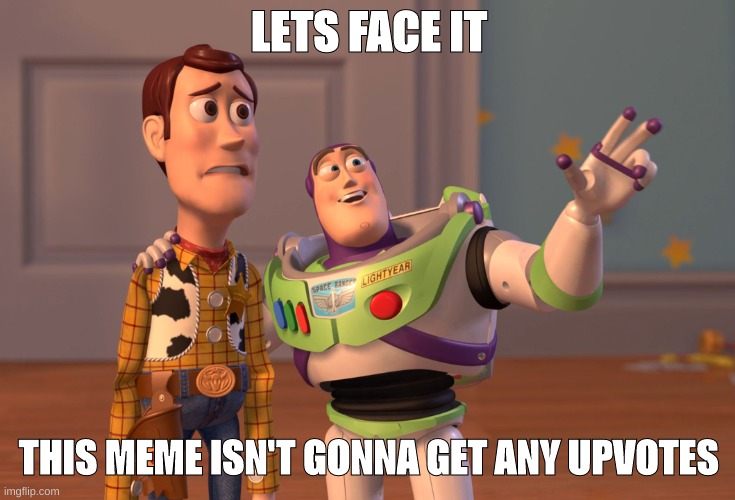 LETS FACE IT
SPACE RANGER
LIGHTYEAR
THIS MEME ISN'T GONNA GET ANY UPVOTES
imgflip.com